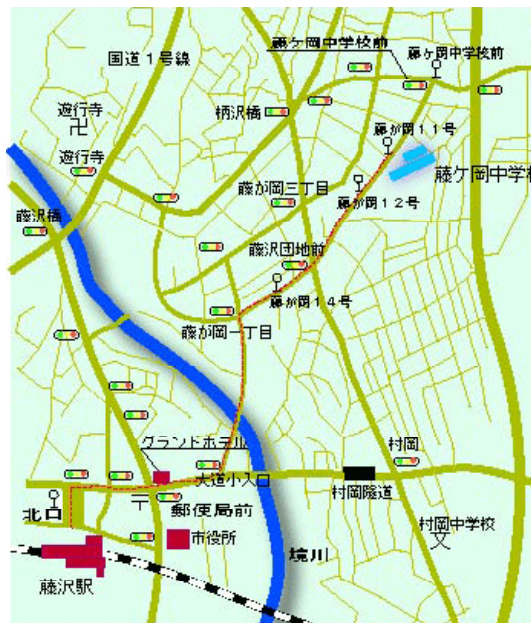 藤ケ岡中学校前
藤ケ岡中学校前
国道1号線
遊行寺
卍
柄沢橋
藤が岡11号
遊行寺
藤ケ岡中学校
藤が岡三丁目
藤が岡12号
藤沢橋
藤沢団地前
藤が岡14号
藤が岡一丁目
グランドホテル
村岡
大道小入口
村岡隧道
北口
〒
郵便局前
村岡中学校
文
市役所
境川
藤沢駅